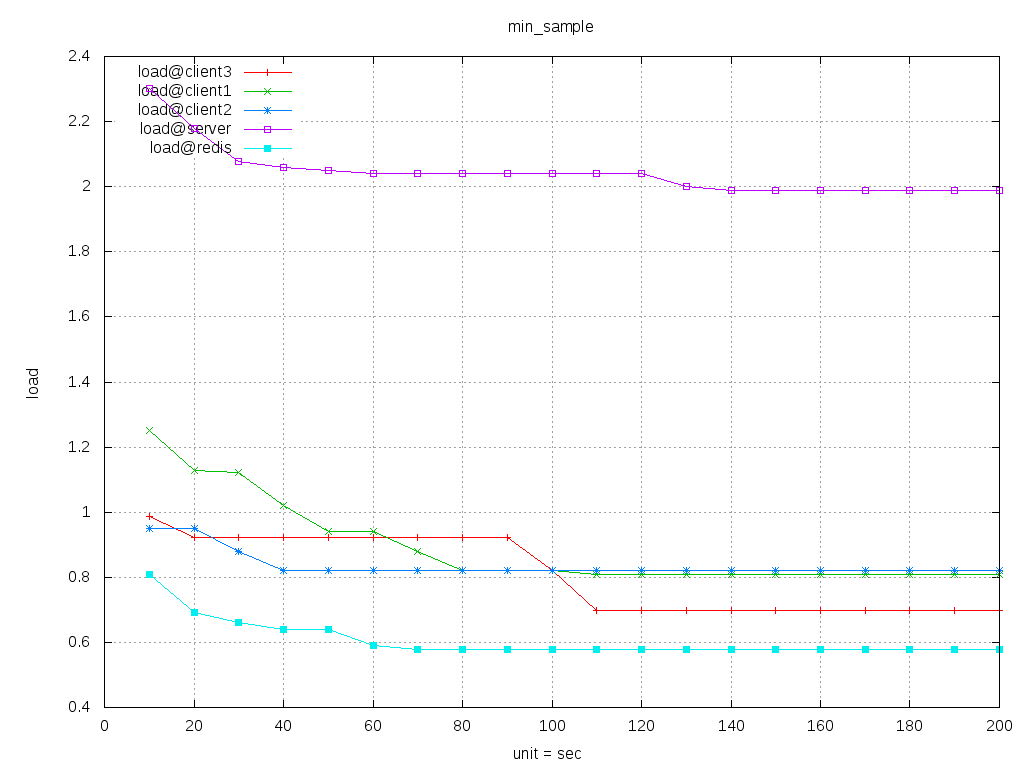 min_sample
2.4
load@client3
load@client1
load@client2
2.2
load@server
load@redis
2
1.8
1.6
1.4
load
1.2
1
0.8
0.6
0.4
0 20 40 60 80 100 120 140 160 180 200
unit = sec